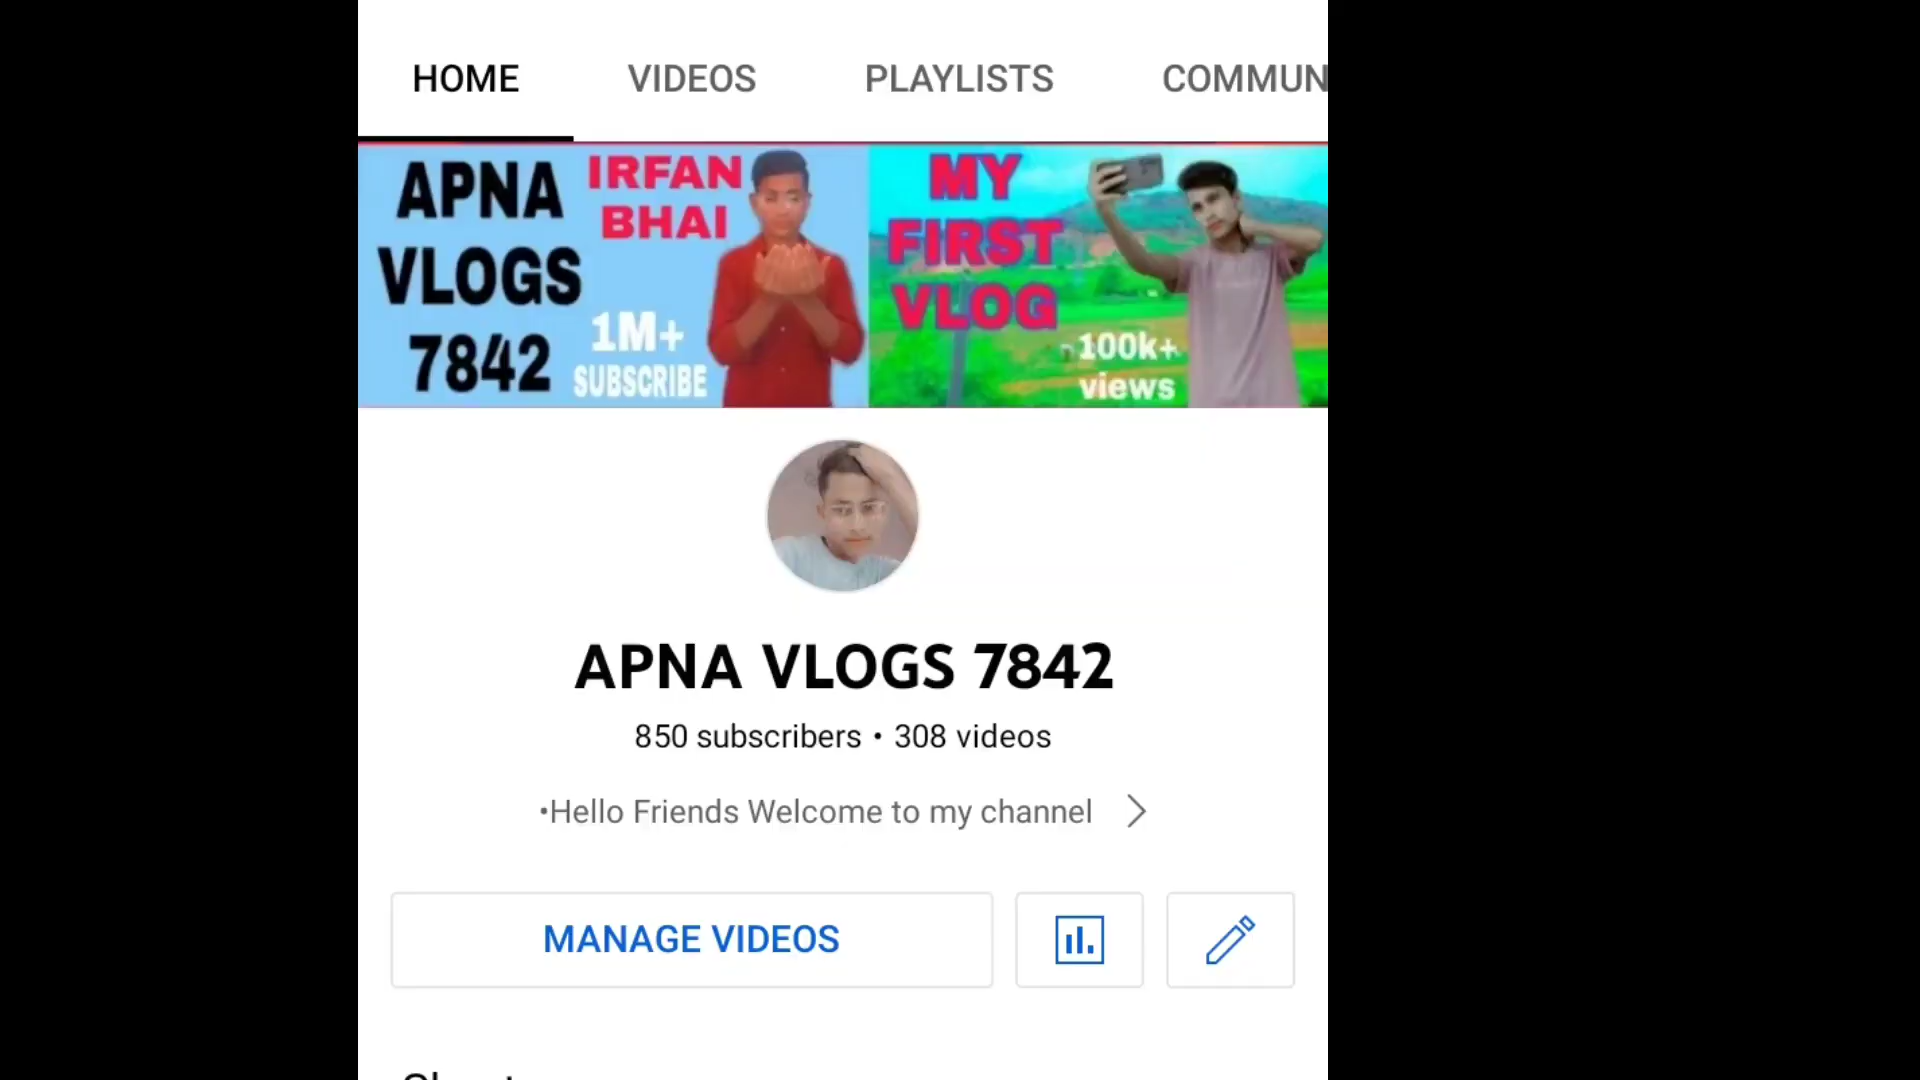 HOME VIDEOS PLAYLISTS COMMUN
APNA
VLOGS
7842
IRFAN
BHAI
1M+
SUBSCRIBE
MY
FIRST
VLOG
100k+
views
APNA VLOGS 7842
850 subscribers • 308 videos
•Hello Friends Welcome to my channel
MANAGE VIDEOS